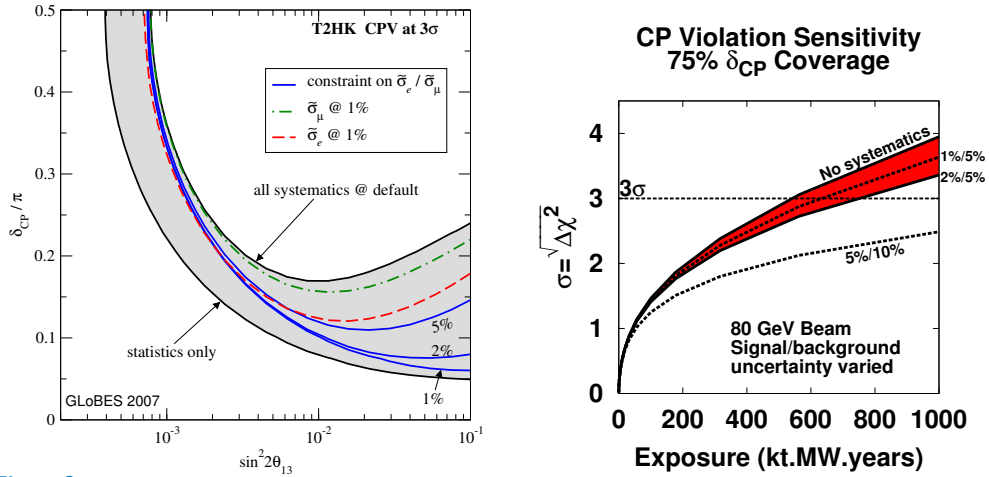 T2HK CPV at 3σ
constraint on σ̃e / σ̃μ
σ̃μ @ 1%
σ̃e @ 1%
all systematics @ default
statistics only
5%
2%
1%
GLoBES 2007
0.5
0.4
0.3
0.2
0.1
0
δCP / π
10^-3
10^-2
10^-1
sin^2 2θ13
CP Violation Sensitivity
75% δCP Coverage
No systematics
1%/5%
2%/5%
3σ
5%/10%
80 GeV Beam
Signal/background
uncertainty varied
4
3
2
1
0
σ=√Δχ²
0 200 400 600 800 1000
Exposure (kt.MW.years)